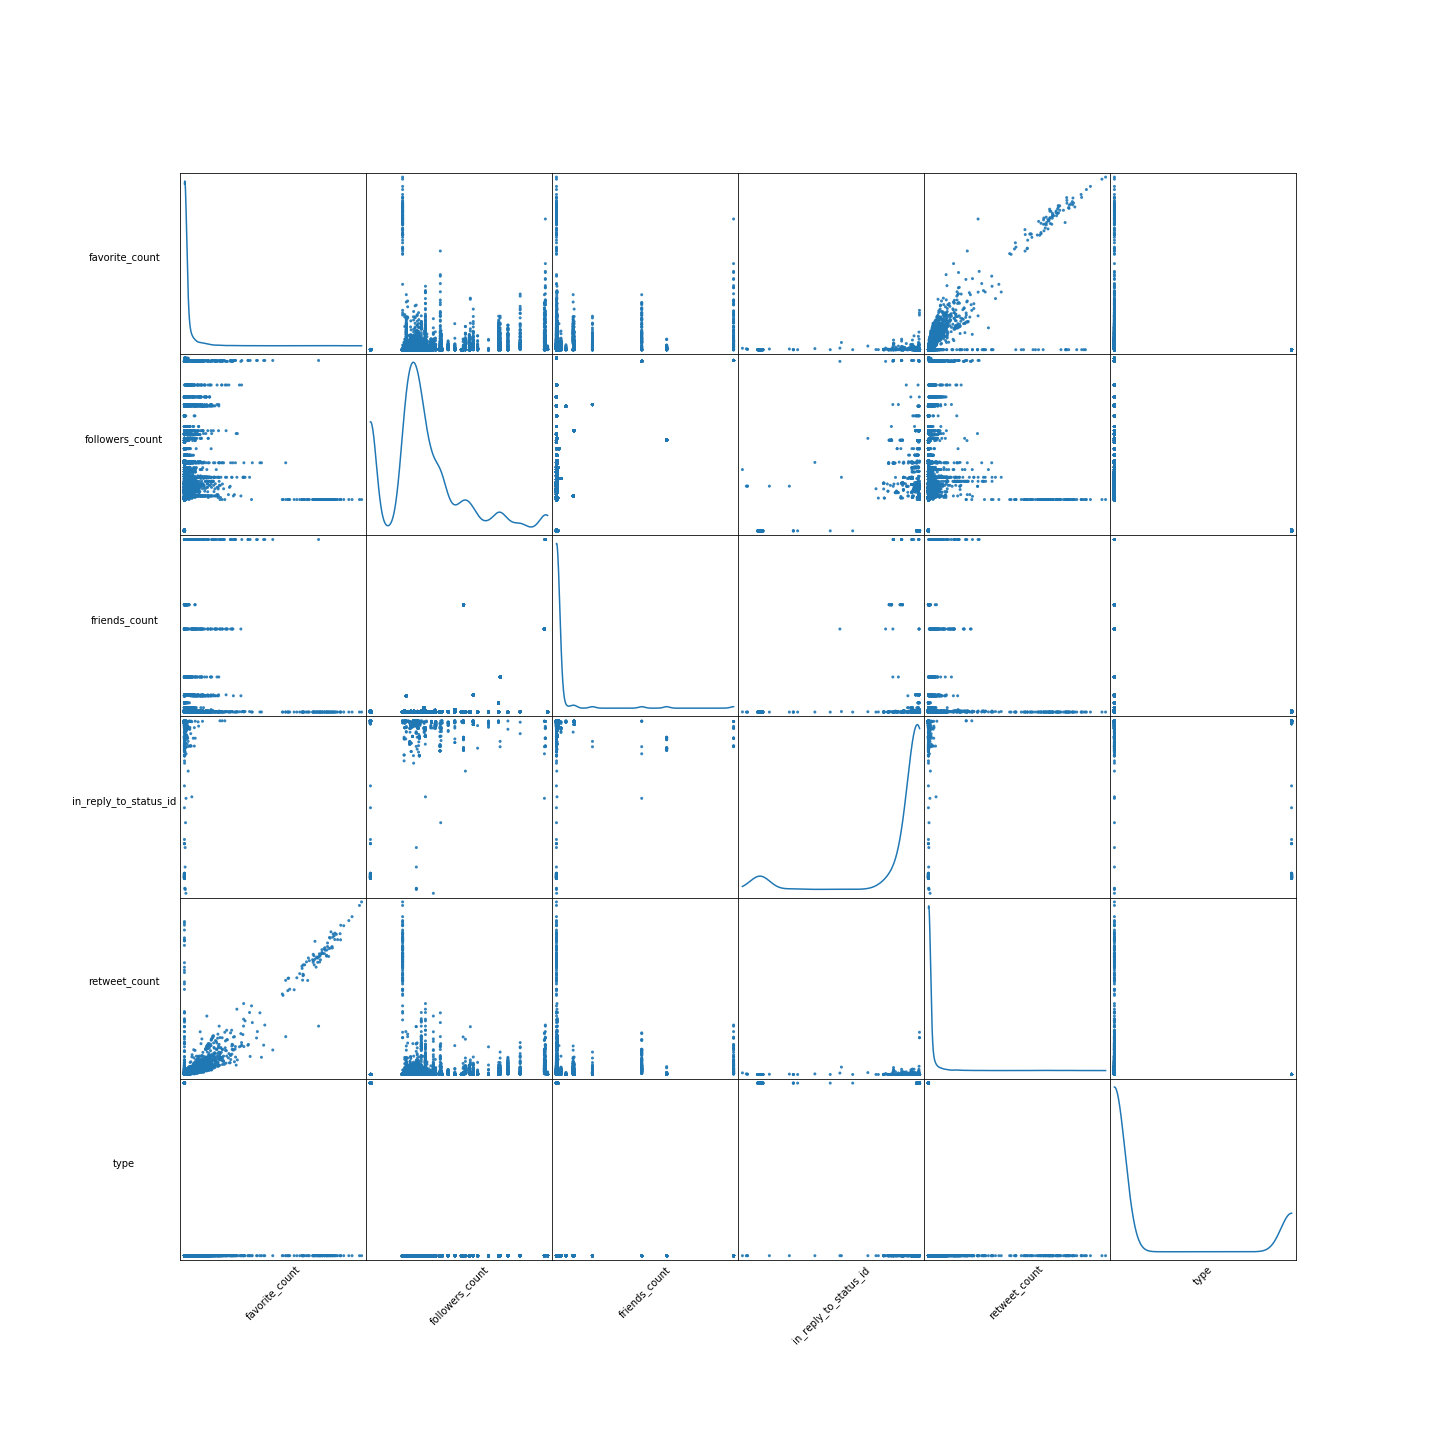 favorite_count
followers_count
friends_count
in_reply_to_status_id
retweet_count
type
favorite_count
followers_count
friends_count
in_reply_to_status_id
retweet_count
type